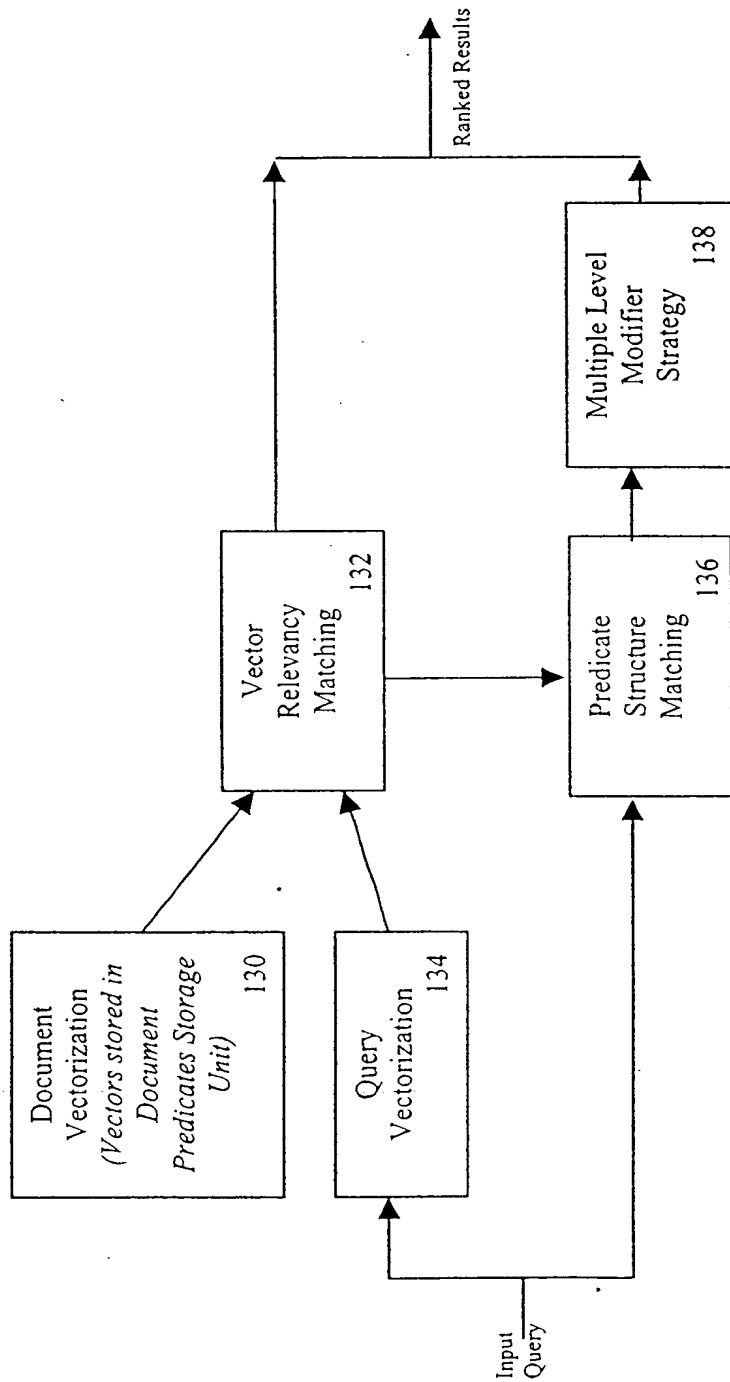 Input
Query
Document
Vectorization
(Vectors stored in
Document
Predicates Storage
Unit)
130
Query
Vectorization
134
Vector
Relevancy
Matching
132
Predicate
Structure
Matching
136
Multiple Level
Modifier
Strategy
138
Ranked Results